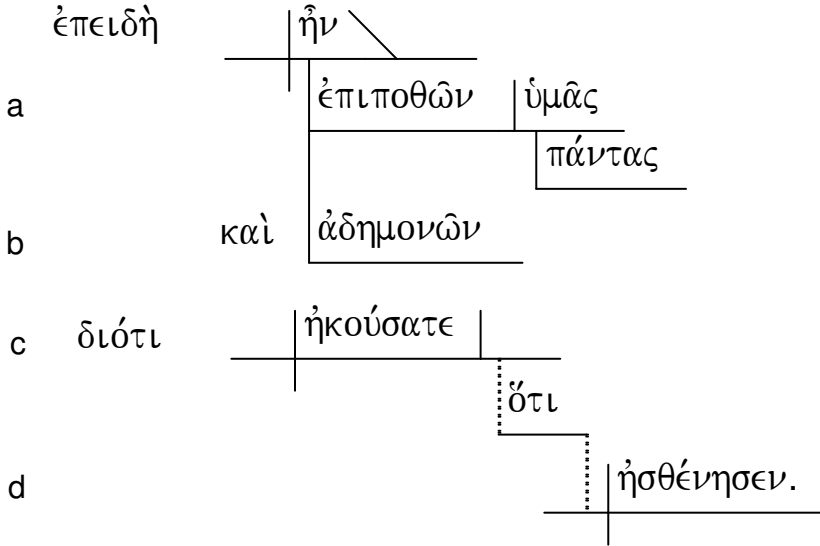 ἐπειδὴ ἦν
a ἐπιποθῶν ὑμᾶς
πάντας
b καὶ ἀδημονῶν
c διότι ἠκούσατε
ὅτι
d ἠσθένησεν.